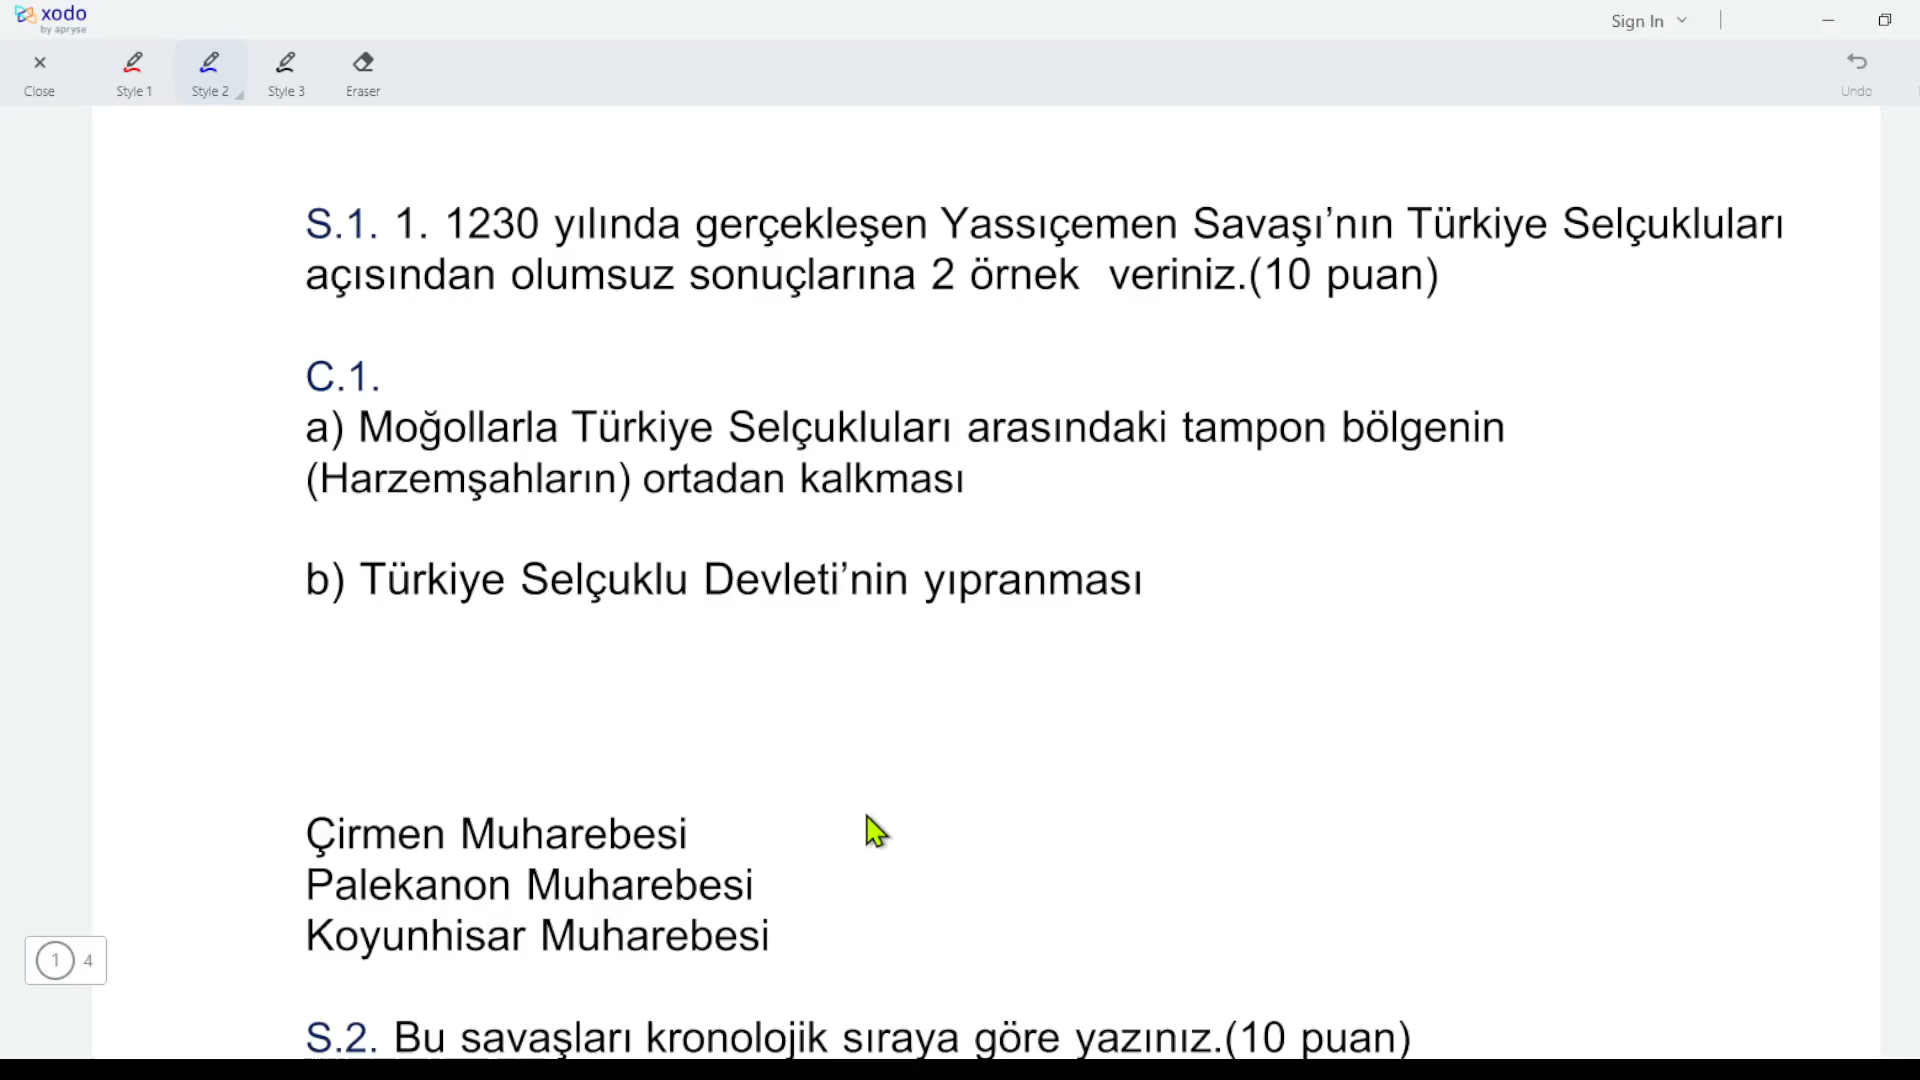 xodo
by apryse
Sign In
Close
Style 1
Style 2
Style 3
Eraser
Undo
S.1. 1. 1230 yılında gerçekleşen Yassıçemen Savaşı’nın Türkiye Selçukluları
açısından olumsuz sonuçlarına 2 örnek  veriniz.(10 puan)
C.1.
a) Moğollarla Türkiye Selçukluları arasındaki tampon bölgenin
(Harzemşahların) ortadan kalkması
b) Türkiye Selçuklu Devleti’nin yıpranması
Çirmen Muharebesi
Palekanon Muharebesi
Koyunhisar Muharebesi
1 4
S.2. Bu savaşları kronolojik sıraya göre yazınız.(10 puan)